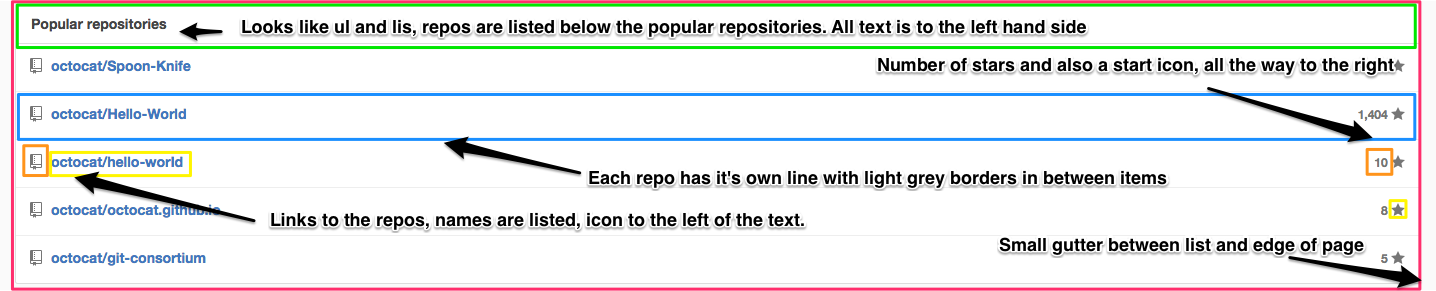 Popular repositories
Looks like ul and lis, repos are listed below the popular repositories. All text is to the left hand side
octocat/Spoon-Knife
Number of stars and also a start icon, all the way to the right
octocat/Hello-World
1,404
octocat/hello-world
10
Each repo has it's own line with light grey borders in between items
octocat/octocat.github.io
8
Links to the repos, names are listed, icon to the left of the text.
Small gutter between list and edge of page
octocat/git-consortium
5